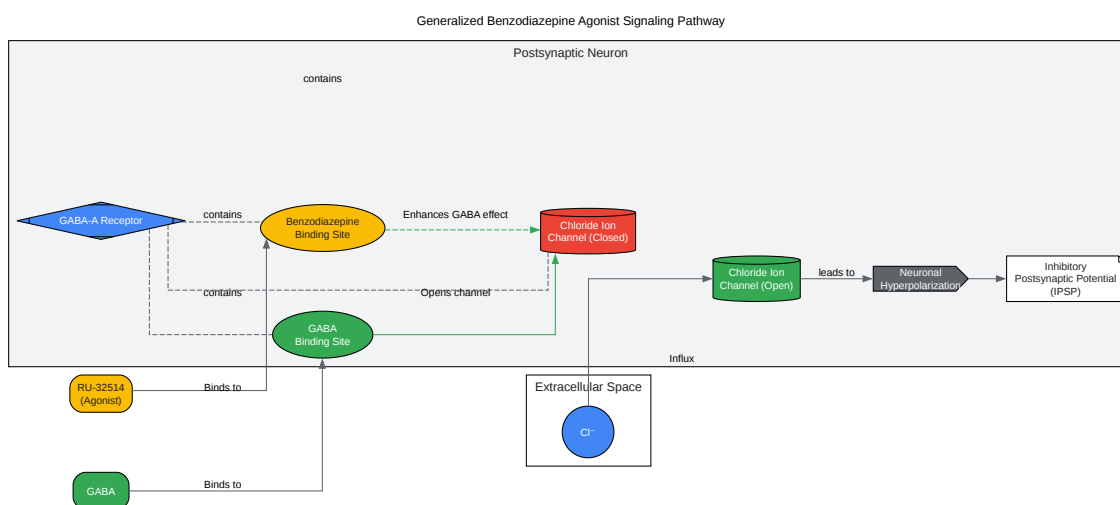 Generalized Benzodiazepine Agonist Signaling Pathway
Postsynaptic Neuron
contains
GABA-A Receptor
contains
Benzodiazepine
Binding Site
Enhances GABA effect
Chloride Ion
Channel (Closed)
contains
Opens channel
Chloride Ion
Channel (Open)
leads to
Neuronal
Hyperpolarization
Inhibitory
Postsynaptic Potential
(IPSP)
GABA
Binding Site
Influx
RU-32514
(Agonist)
Binds to
Extracellular Space
Cl⁻
GABA
Binds to